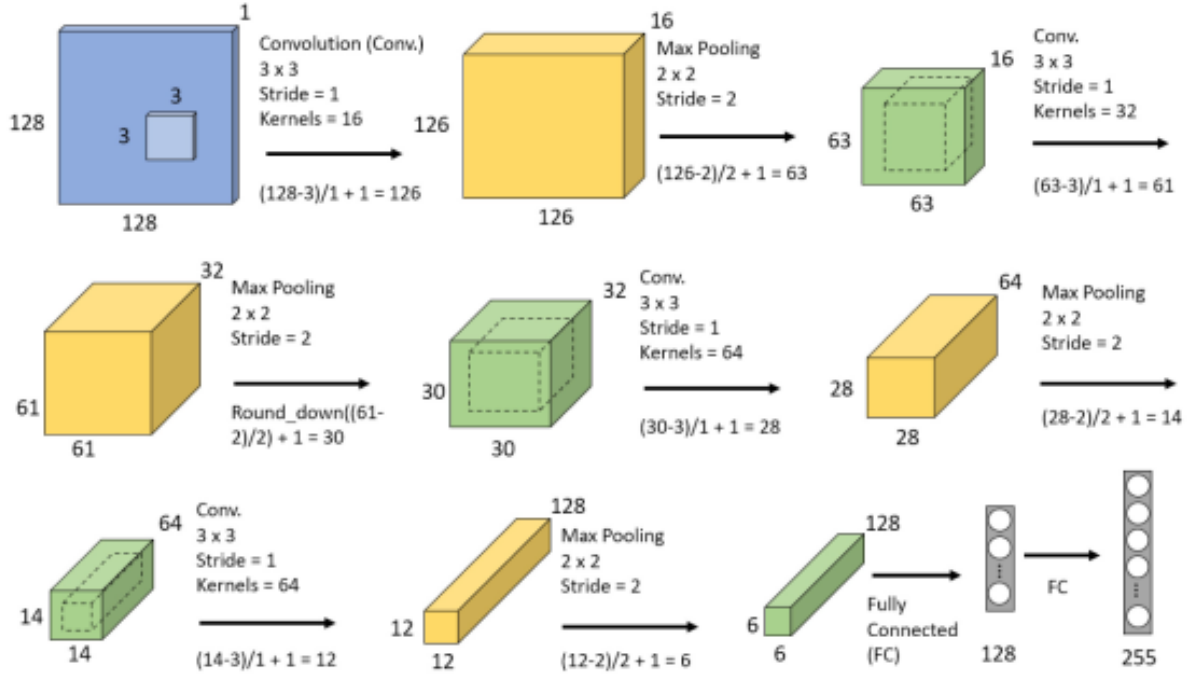 1
Convolution (Conv.)
3 x 3
Stride = 1
Kernels = 16
3
3
128
128
(128-3)/1 + 1 = 126
16
Max Pooling
2 x 2
Stride = 2
126
126
(126-2)/2 + 1 = 63
16
Conv.
3 x 3
Stride = 1
Kernels = 32
63
63
(63-3)/1 + 1 = 61
32
Max Pooling
2 x 2
Stride = 2
61
61
Round_down((61-
2)/2) + 1 = 30
32
Conv.
3 x 3
Stride = 1
Kernels = 64
30
30
(30-3)/1 + 1 = 28
64
Max Pooling
2 x 2
Stride = 2
28
28
(28-2)/2 + 1 = 14
64
Conv.
3 x 3
Stride = 1
Kernels = 64
14
14
(14-3)/1 + 1 = 12
128
Max Pooling
2 x 2
Stride = 2
12
12
(12-2)/2 + 1 = 6
128
6
6
Fully
Connected
(FC)
128
FC
255